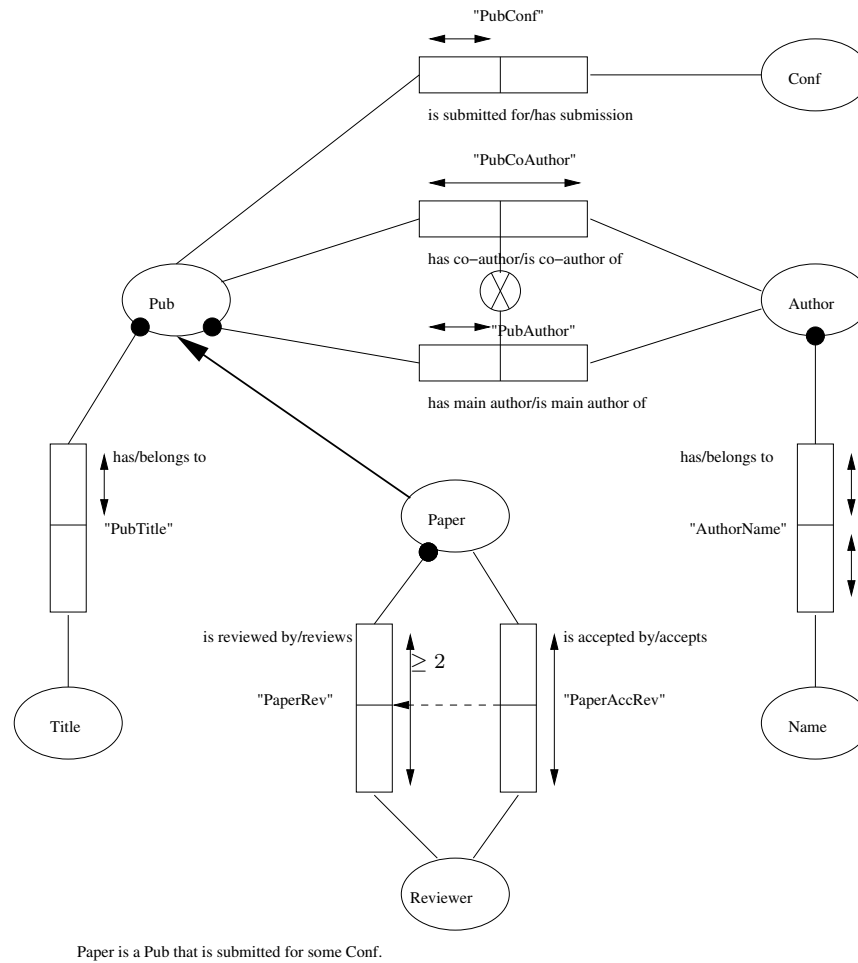 "PubConf"
Conf
is submitted for/has submission
"PubCoAuthor"
has co-author/is co-author of
Pub
Author
"PubAuthor"
has main author/is main author of
has/belongs to
has/belongs to
Paper
"PubTitle"
"AuthorName"
is reviewed by/reviews
is accepted by/accepts
≥ 2
"PaperRev"
"PaperAccRev"
Title
Name
Reviewer
Paper is a Pub that is submitted for some Conf.